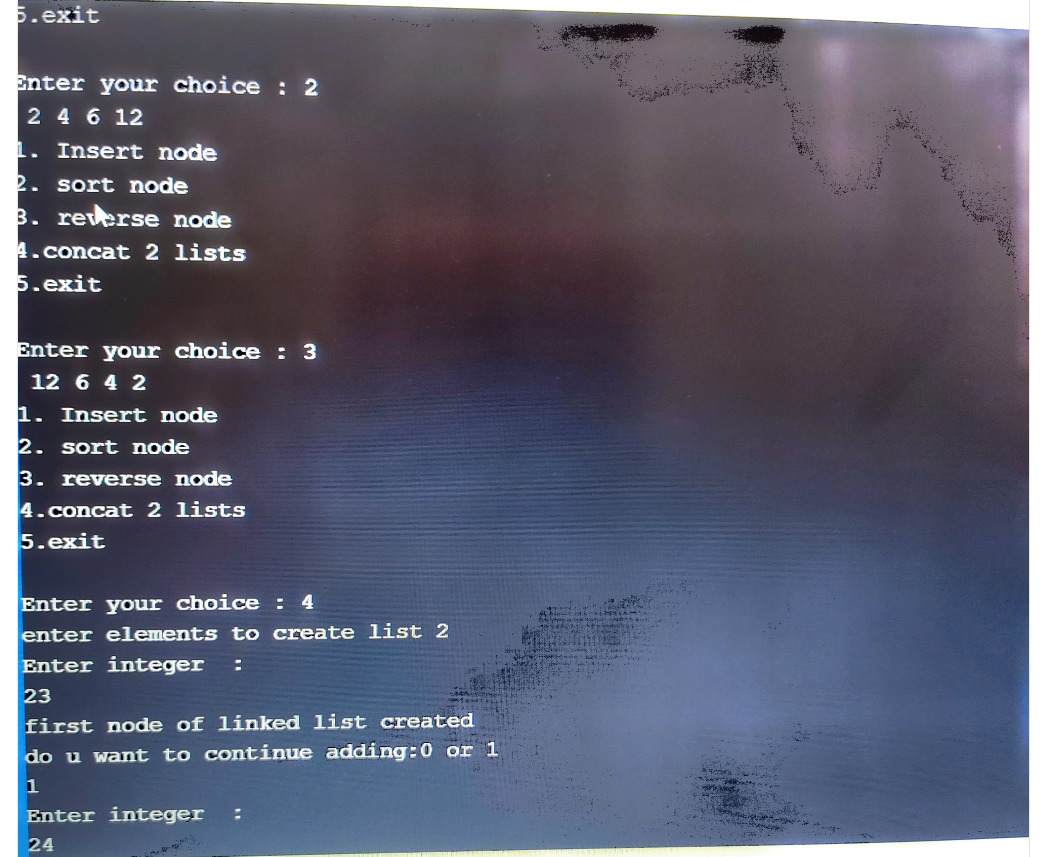 5.exit
Enter your choice : 2
2 4 6 12
1. Insert node
2. sort node
3. reverse node
4.concat 2 lists
5.exit
Enter your choice : 3
12 6 4 2
1. Insert node
2. sort node
3. reverse node
4.concat 2 lists
5.exit
Enter your choice : 4
enter elements to create list 2
Enter integer  :
23
first node of linked list created
do u want to continue adding:0 or 1
1
Enter integer  :
24